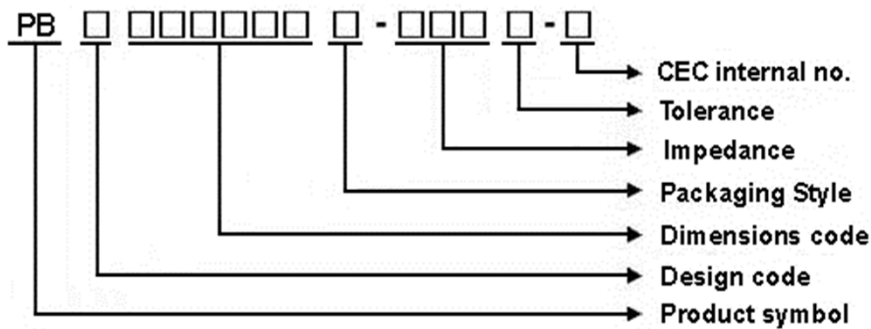 PB □ □□□□□□ □ - □□□ □ - □
CEC internal no.
Tolerance
Impedance
Packaging Style
Dimensions code
Design code
Product symbol